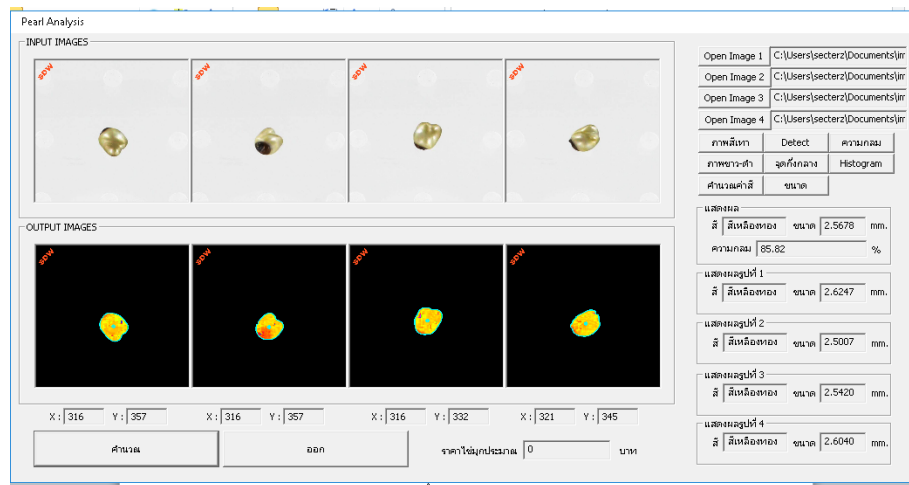 Pearl Analysis
INPUT IMAGES
SDW
SDW
SDW
SDW
Open Image 1 C:\Users\secterz\Documents\im
Open Image 2 C:\Users\secterz\Documents\im
Open Image 3 C:\Users\secterz\Documents\im
Open Image 4 C:\Users\secterz\Documents\im
ภาพสีเทา Detect ความกลม
ภาพขาว-ดำ จุดกึ่งกลาง Histogram
คำนวณค่าสี ขนาด
แสดงผล
สี สีเหลืองทอง ขนาด 2.5678 mm.
ความกลม 85.82 %
OUTPUT IMAGES
SDW
SDW
SDW
SDW
แสดงผลรูปที่ 1
สี สีเหลืองทอง ขนาด 2.6247 mm.
แสดงผลรูปที่ 2
สี สีเหลืองทอง ขนาด 2.5007 mm.
แสดงผลรูปที่ 3
สี สีเหลืองทอง ขนาด 2.5420 mm.
แสดงผลรูปที่ 4
สี สีเหลืองทอง ขนาด 2.6040 mm.
X : 316 Y : 357 X : 316 Y : 357 X : 316 Y : 332 X : 321 Y : 345
คำนวณ ออก ราคาไข่มุกประมาณ 0 บาท